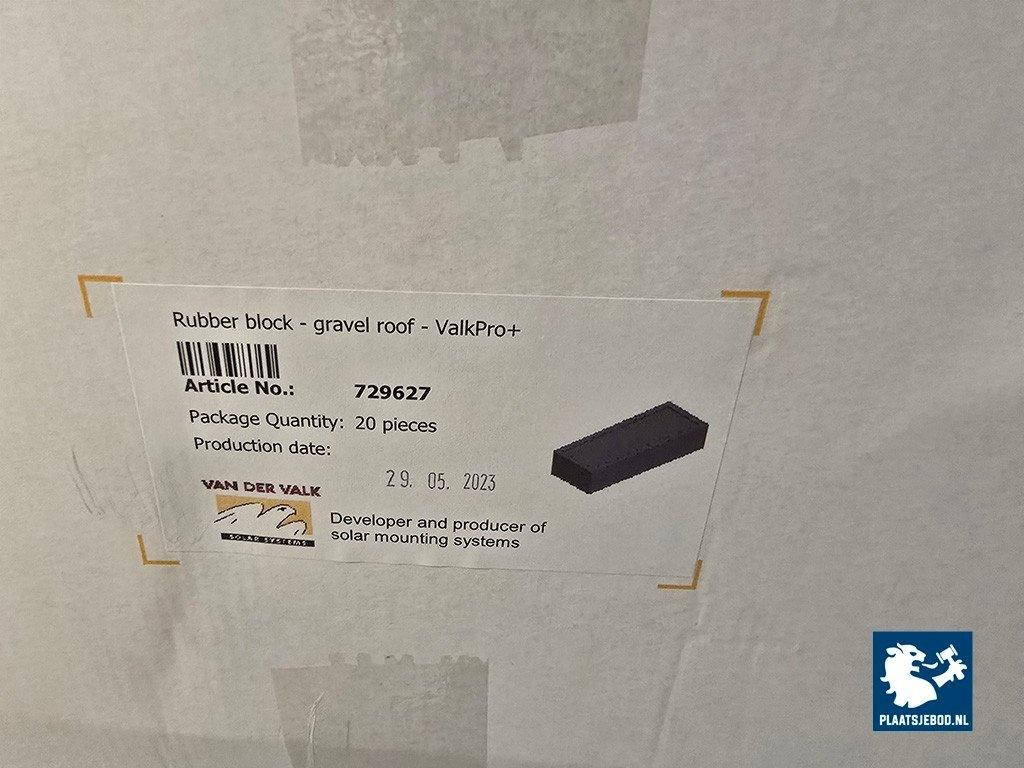 Rubber block - gravel roof - ValkPro+
Article No.: 729627
Package Quantity: 20 pieces
Production date:
29. 05. 2023
VAN DER VALK
SOLAR SYSTEMS
Developer and producer of
solar mounting systems
PLAATSJEBOD.NL